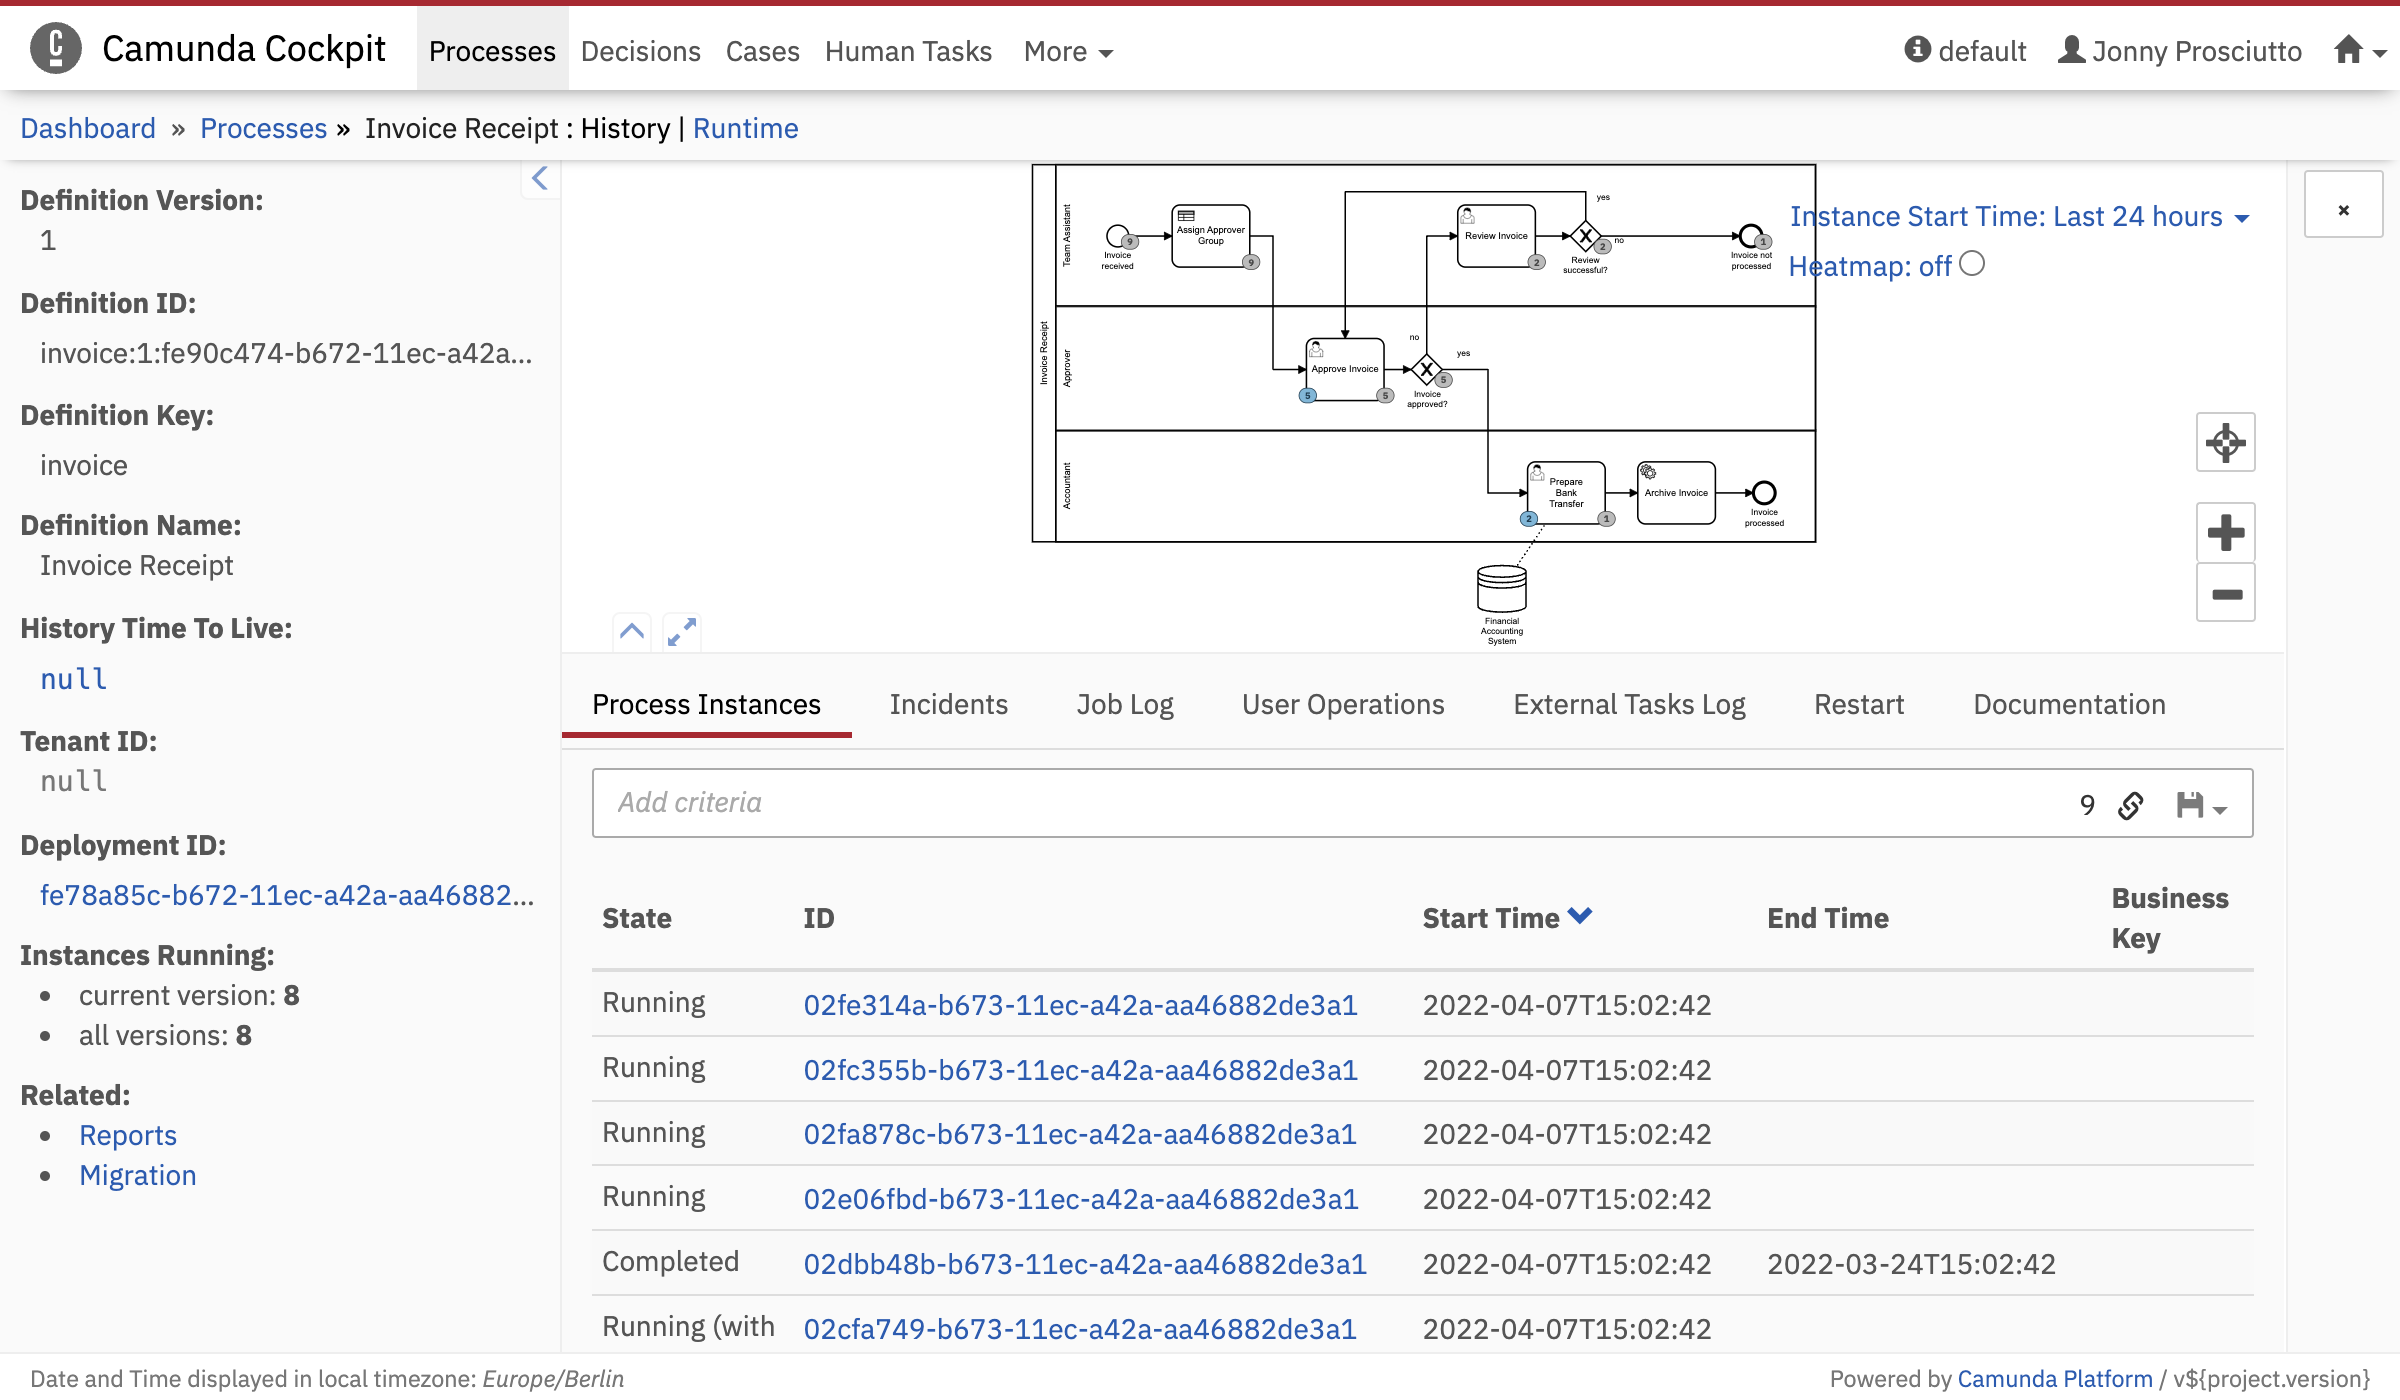 Camunda Cockpit
Processes Decisions Cases Human Tasks More
default Jonny Prosciutto
Dashboard » Processes » Invoice Receipt : History | Runtime
Definition Version:
1
Definition ID:
invoice:1:fe90c474-b672-11ec-a42a...
Definition Key:
invoice
Definition Name:
Invoice Receipt
History Time To Live:
null
Tenant ID:
null
Deployment ID:
fe78a85c-b672-11ec-a42a-aa46882...
Instances Running:
current version: 8
all versions: 8
Related:
Reports
Migration
Invoice Receipt
Team Assistant
Invoice
received
9
Assign Approver
Group
9
Review Invoice
2
yes
X
2
no
Review
successful?
1
Invoice not
processed
Approver
Approve Invoice
5
5
no
yes
X
5
Invoice
approved?
Accountant
Prepare
Bank
Transfer
2
1
Archive Invoice
Invoice
processed
Financial
Accounting
System
Instance Start Time: Last 24 hours
Heatmap: off
×
Process Instances Incidents Job Log User Operations External Tasks Log Restart Documentation
Add criteria 9
State ID Start Time End Time Business
Key
Running 02fe314a-b673-11ec-a42a-aa46882de3a1 2022-04-07T15:02:42
Running 02fc355b-b673-11ec-a42a-aa46882de3a1 2022-04-07T15:02:42
Running 02fa878c-b673-11ec-a42a-aa46882de3a1 2022-04-07T15:02:42
Running 02e06fbd-b673-11ec-a42a-aa46882de3a1 2022-04-07T15:02:42
Completed 02dbb48b-b673-11ec-a42a-aa46882de3a1 2022-04-07T15:02:42 2022-03-24T15:02:42
Running (with 02cfa749-b673-11ec-a42a-aa46882de3a1 2022-04-07T15:02:42
Date and Time displayed in local timezone: Europe/Berlin
Powered by Camunda Platform / v${project.version}